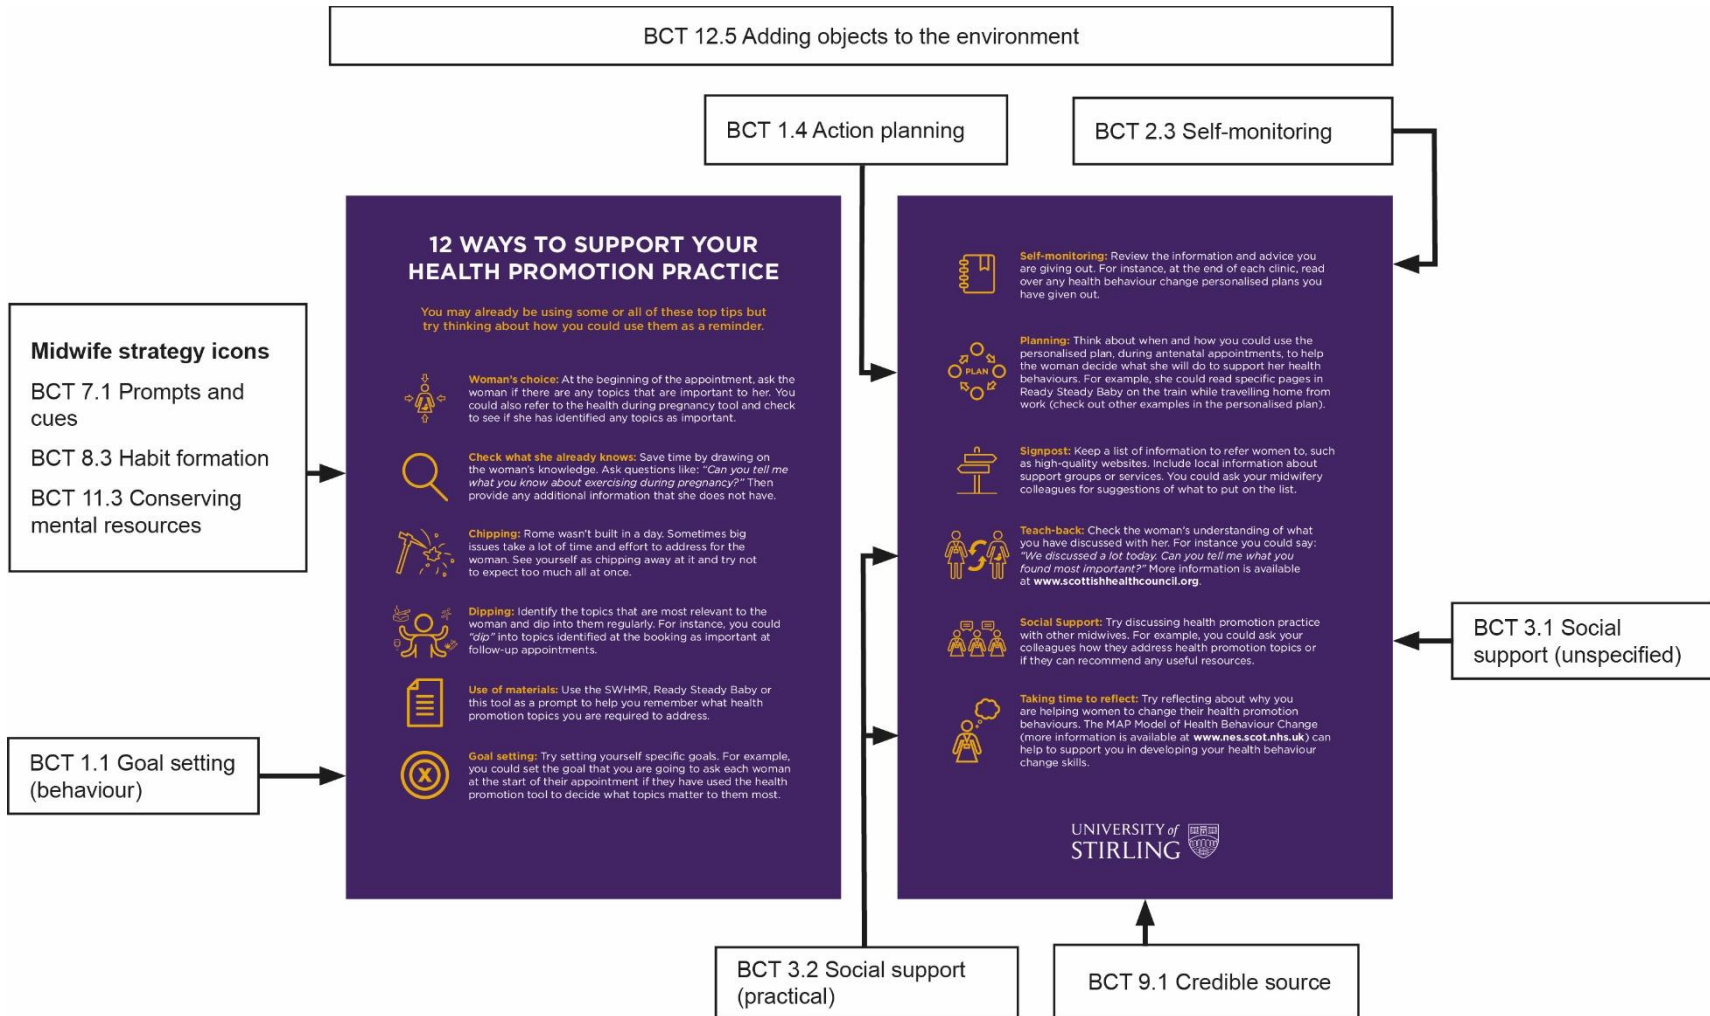 BCT 12.5 Adding objects to the environment
BCT 1.4 Action planning
BCT 2.3 Self-monitoring
Midwife strategy icons
BCT 7.1 Prompts and
cues
BCT 8.3 Habit formation
BCT 11.3 Conserving
mental resources
BCT 1.1 Goal setting
(behaviour)
12 WAYS TO SUPPORT YOUR
HEALTH PROMOTION PRACTICE
You may already be using some or all of these top tips but
try thinking about how you could use them as a reminder.
Woman's choice: At the beginning of the appointment, ask the
woman if there are any topics that are important to her. You
could also refer to the health during pregnancy tool and check
to see if she has identified any topics as important.
Check what she already knows: Save time by drawing on
the woman's knowledge. Ask questions like: "Can you tell me
what you know about exercising during pregnancy?" Then
provide any additional information that she does not have.
Chipping: Rome wasn't built in a day. Sometimes big
issues take a lot of time and effort to address for the
woman. See yourself as chipping away at it and try not
to expect too much all at once.
Dipping: Identify the topics that are most relevant to the
woman and dip into them regularly. For instance, you could
"dip" into topics identified at the booking as important at
follow-up appointments.
Use of materials: Use the SWHMR, Ready Steady Baby or
this tool as a prompt to help you remember what health
promotion topics you are required to address.
X
Goal setting: Try setting yourself specific goals. For example,
you could set the goal that you are going to ask each woman
at the start of their appointment if they have used the health
promotion tool to decide what topics matter to them most.
Self-monitoring: Review the information and advice you
are giving out. For instance, at the end of each clinic, read
over any health behaviour change personalised plans you
have given out.
PLAN
Planning: Think about when and how you could use the
personalised plan, during antenatal appointments, to help
the woman decide what she will do to support her health
behaviours. For example, she could read specific pages in
Ready Steady Baby on the train while travelling home from
work (check out other examples in the personalised plan).
Signpost: Keep a list of information to refer women to, such
as high-quality websites. Include local information about
support groups or services. You could ask your midwifery
colleagues for suggestions of what to put on the list.
Teach-back: Check the woman's understanding of what
you have discussed with her. For instance you could say:
"We discussed a lot today. Can you tell me what you
found most important?" More information is available
at www.scottishhealthcouncil.org.
Social Support: Try discussing health promotion practice
with other midwives. For example, you could ask your
colleagues how they address health promotion topics or
if they can recommend any useful resources.
Taking time to reflect: Try reflecting about why you
are helping women to change their health promotion
behaviours. The MAP Model of Health Behaviour Change
(more information is available at www.nes.scot.nhs.uk) can
help to support you in developing your health behaviour
change skills.
UNIVERSITY of
STIRLING
BCT 3.1 Social
support (unspecified)
BCT 3.2 Social support
(practical)
BCT 9.1 Credible source